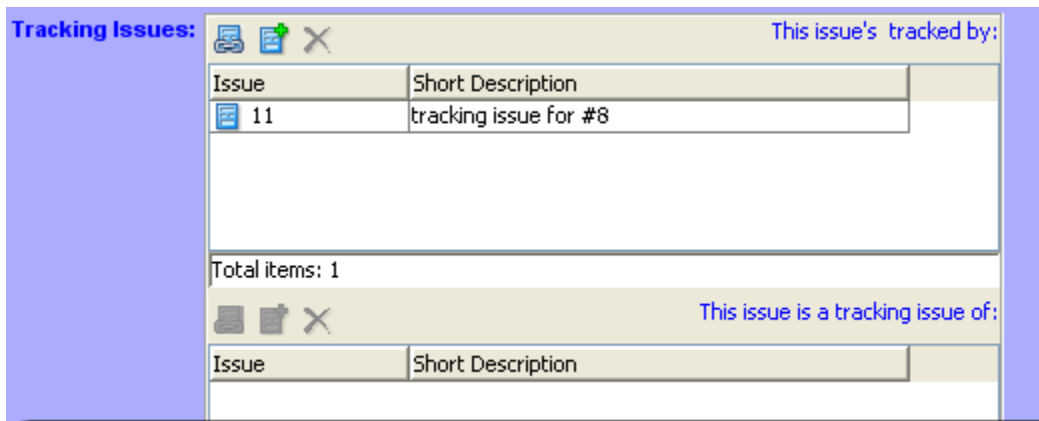 Tracking Issues:
This issue's tracked by:
Issue Short Description
11 tracking issue for #8
Total items: 1
This issue is a tracking issue of:
Issue Short Description